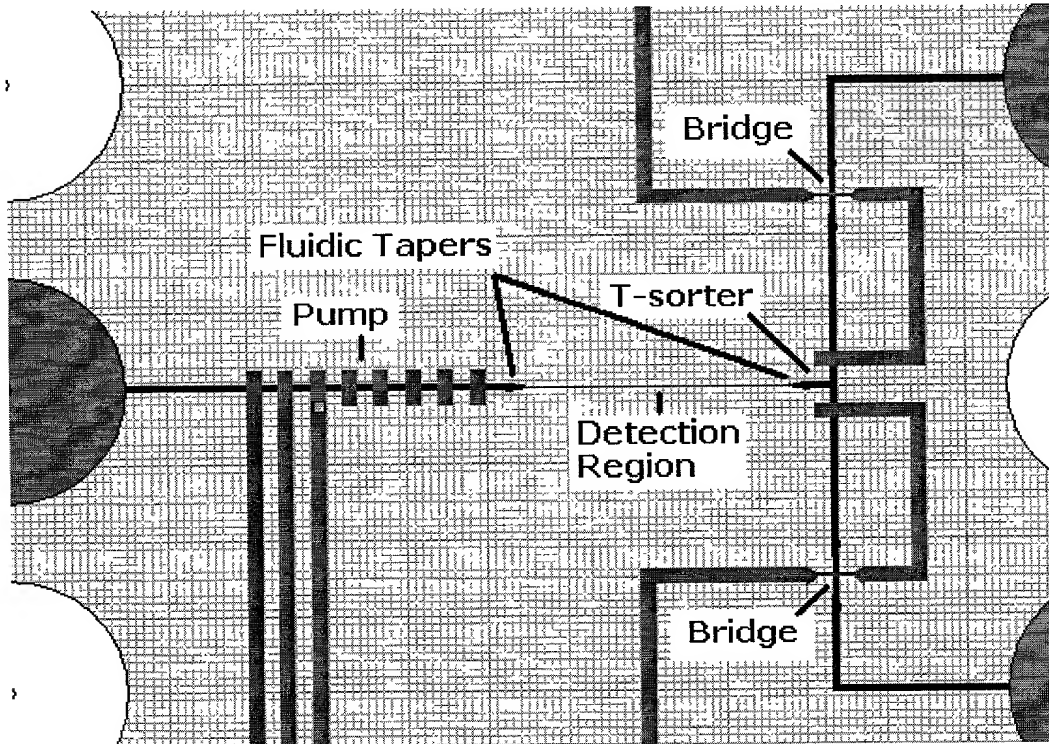 Bridge
Fluidic Tapers
T-sorter
Pump
Detection
Region
Bridge